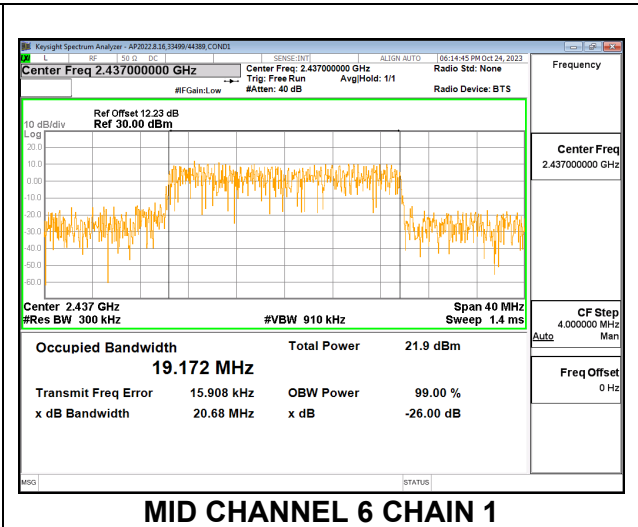 Keysight Spectrum Analyzer - AP2022.8.16,33499/44389,COND1
L RF 50 Ω DC SENSE:INT ALIGN AUTO 06:14:45 PM Oct 24, 2023
Center Freq 2.437000000 GHz
Center Freq: 2.437000000 GHz
Radio Std: None
Trig: Free Run Avg|Hold: 1/1
#IFGain:Low
#Atten: 40 dB
Radio Device: BTS
Frequency
Ref Offset 12.23 dB
10 dB/div Ref 30.00 dBm
Log
20.0
10.0
0.00
-10.0
-20.0
-30.0
-40.0
-50.0
-60.0
Center Freq
2.437000000 GHz
Center 2.437 GHz Span 40 MHz
#Res BW 300 kHz #VBW 910 kHz Sweep 1.4 ms
CF Step
4.000000 MHz
Auto Man
Occupied Bandwidth Total Power 21.9 dBm
19.172 MHz
Transmit Freq Error 15.908 kHz OBW Power 99.00 %
x dB Bandwidth 20.68 MHz x dB -26.00 dB
Freq Offset
0 Hz
MSG STATUS
MID CHANNEL 6 CHAIN 1